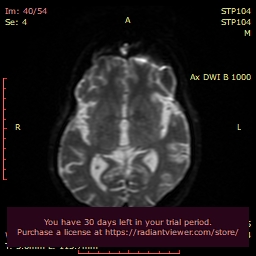 Im: 40/54
Se: 4
STP104
STP104
M
A
Ax DWI B 1000
R
L
You have 30 days left in your trial period.
Purchase a license at https://radiantviewer.com/store/